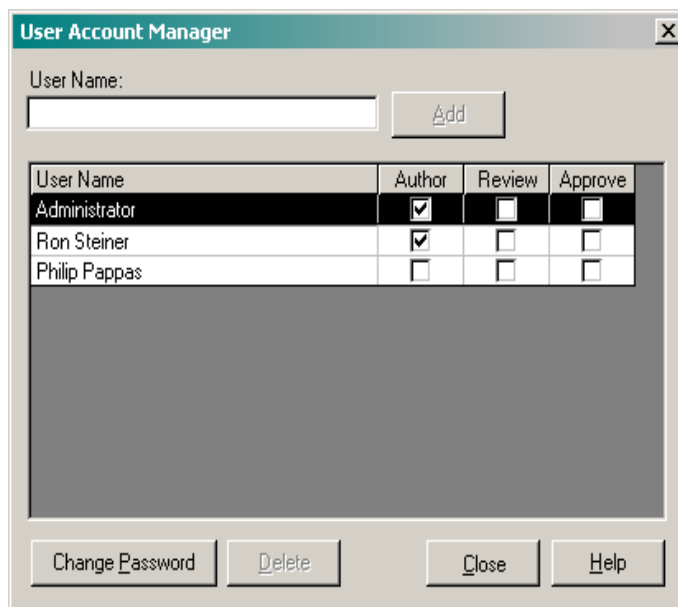 User Account Manager
User Name:
Add
User Name Author Review Approve
Administrator
Ron Steiner
Philip Pappas
Change Password Delete Close Help